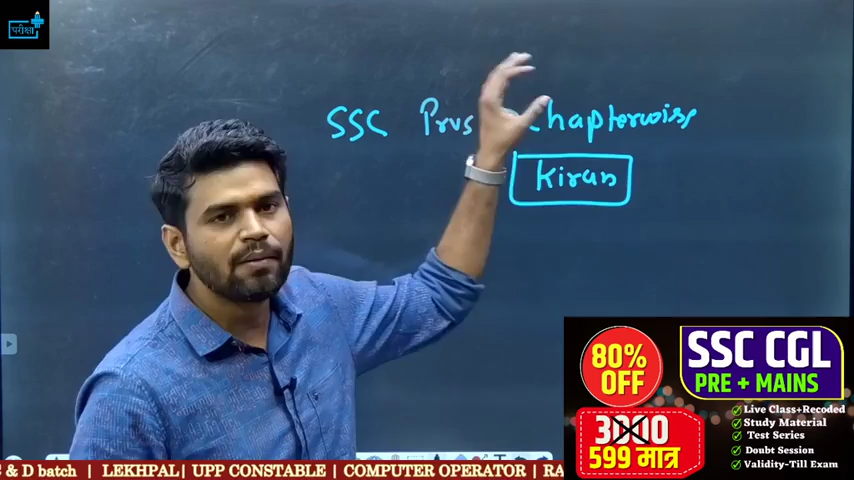 परीक्षा
SSC Prvs Chapterwise
Kiran
80%
OFF
SSC CGL
PRE + MAINS
3000
599 मात्र
Live Class+Recoded
Study Material
Test Series
Doubt Session
Validity-Till Exam
& D batch | LEKHPAL| UPP CONSTABLE | COMPUTER OPERATOR | RA